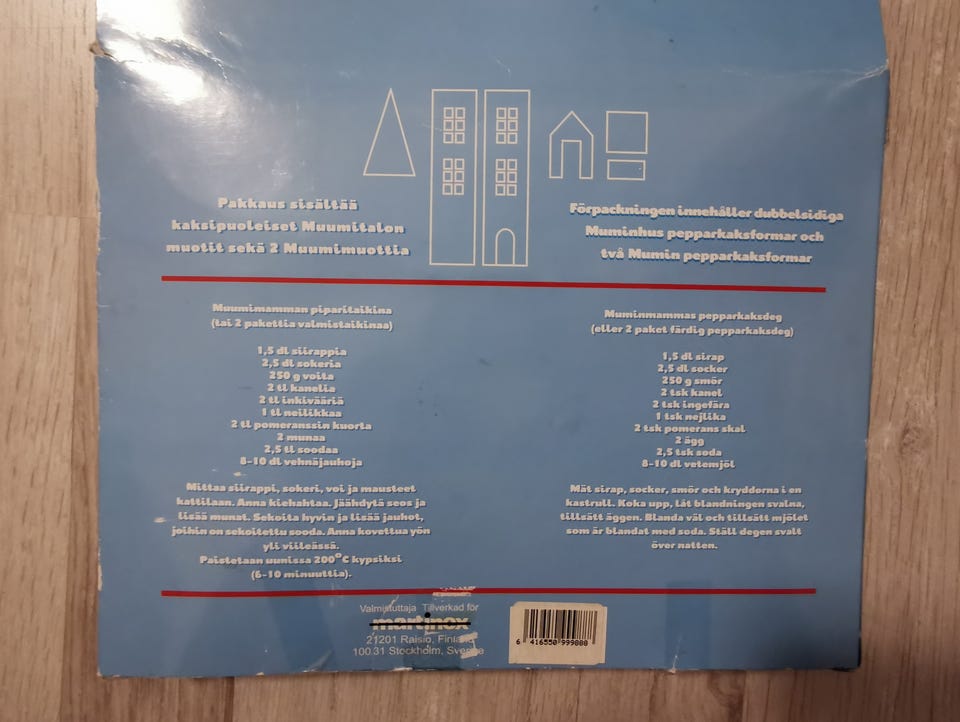 Pakkaus sisältää
kaksipuoleiset Muumitalon
muotit sekä 2 Muumimuottia
Förpackningen innehåller dubbelsidiga
Muminhus pepparkaksformar och
två Mumin pepparkaksformar
Muumimamman piparitaikina
(tai 2 pakettia valmistaikinaa)
1,5 dl siirappia
2,5 dl sokeria
250 g voita
2 tl kanelia
2 tl inkivääriä
1 tl neilikkaa
2 tl pomeranssin kuorta
2 munaa
2,5 tl soodaa
8-10 dl vehnäjauhoja
Mittaa siirappi, sokeri, voi ja mausteet
kattilaan. Anna kiehahtaa. Jäähdytä seos ja
lisää munat. Sekoita hyvin ja lisää jauhot,
joihin on sekoitettu sooda. Anna kovettua yön
yli viileässä.
Paistetaan uunissa 200°C kypsiksi
(6-10 minuuttia).
Muminmammas pepparkaksdeg
(eller 2 paket färdig pepparkaksdeg)
1,5 dl sirap
2,5 dl socker
250 g smör
2 tsk kanel
2 tsk ingefära
1 tsk nejlika
2 tsk pomerans skal
2 ägg
2,5 tsk soda
8-10 dl vetemjöl
Mät sirap, socker, smör och kryddorna i en
kastrull. Koka upp, Låt blandningen svalna,
tillsätt äggen. Blanda väl och tillsätt mjölet
som är blandat med soda. Ställ degen svalt
över natten.
Valmistuttaja Tillverkad för
martinex
21201 Raisio, Finland
100 31 Stockholm, Sverige
6 416550 999080